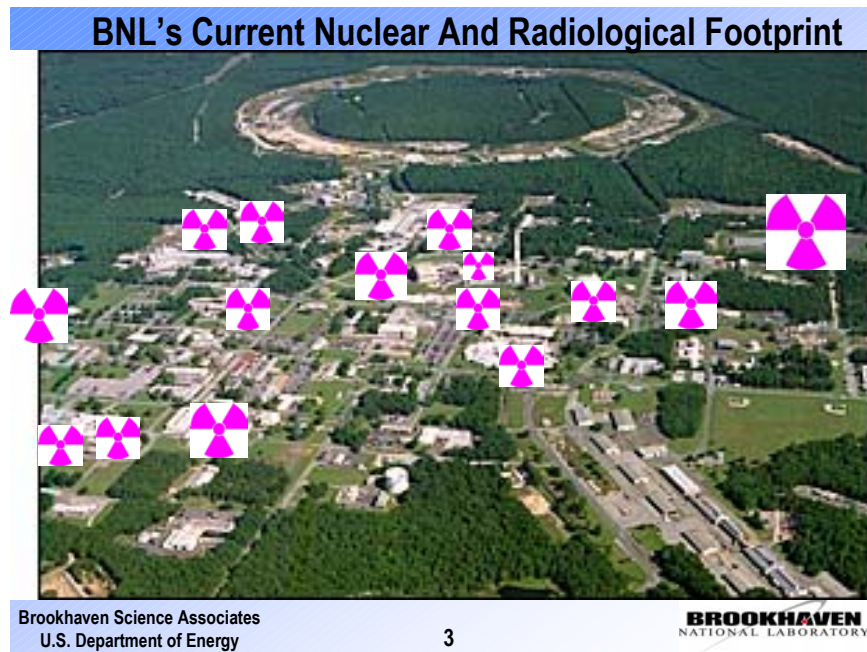 BNL's Current Nuclear And Radiological Footprint
Brookhaven Science Associates
U.S. Department of Energy
3
BROOKHAVEN
NATIONAL LABORATORY